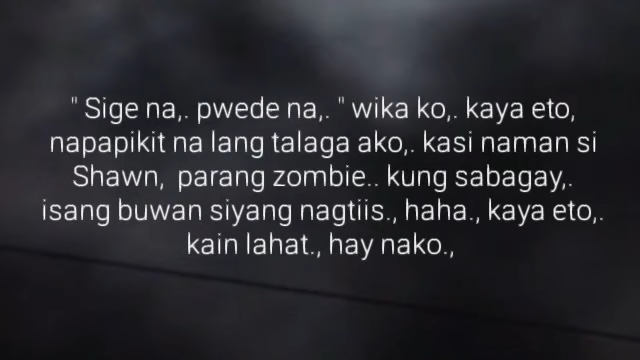 " Sige na,. pwede na,. " wika ko,. kaya eto,
napapikit na lang talaga ako,. kasi naman si
Shawn,  parang zombie.. kung sabagay,.
isang buwan siyang nagtiis., haha., kaya eto,.
kain lahat., hay nako.,